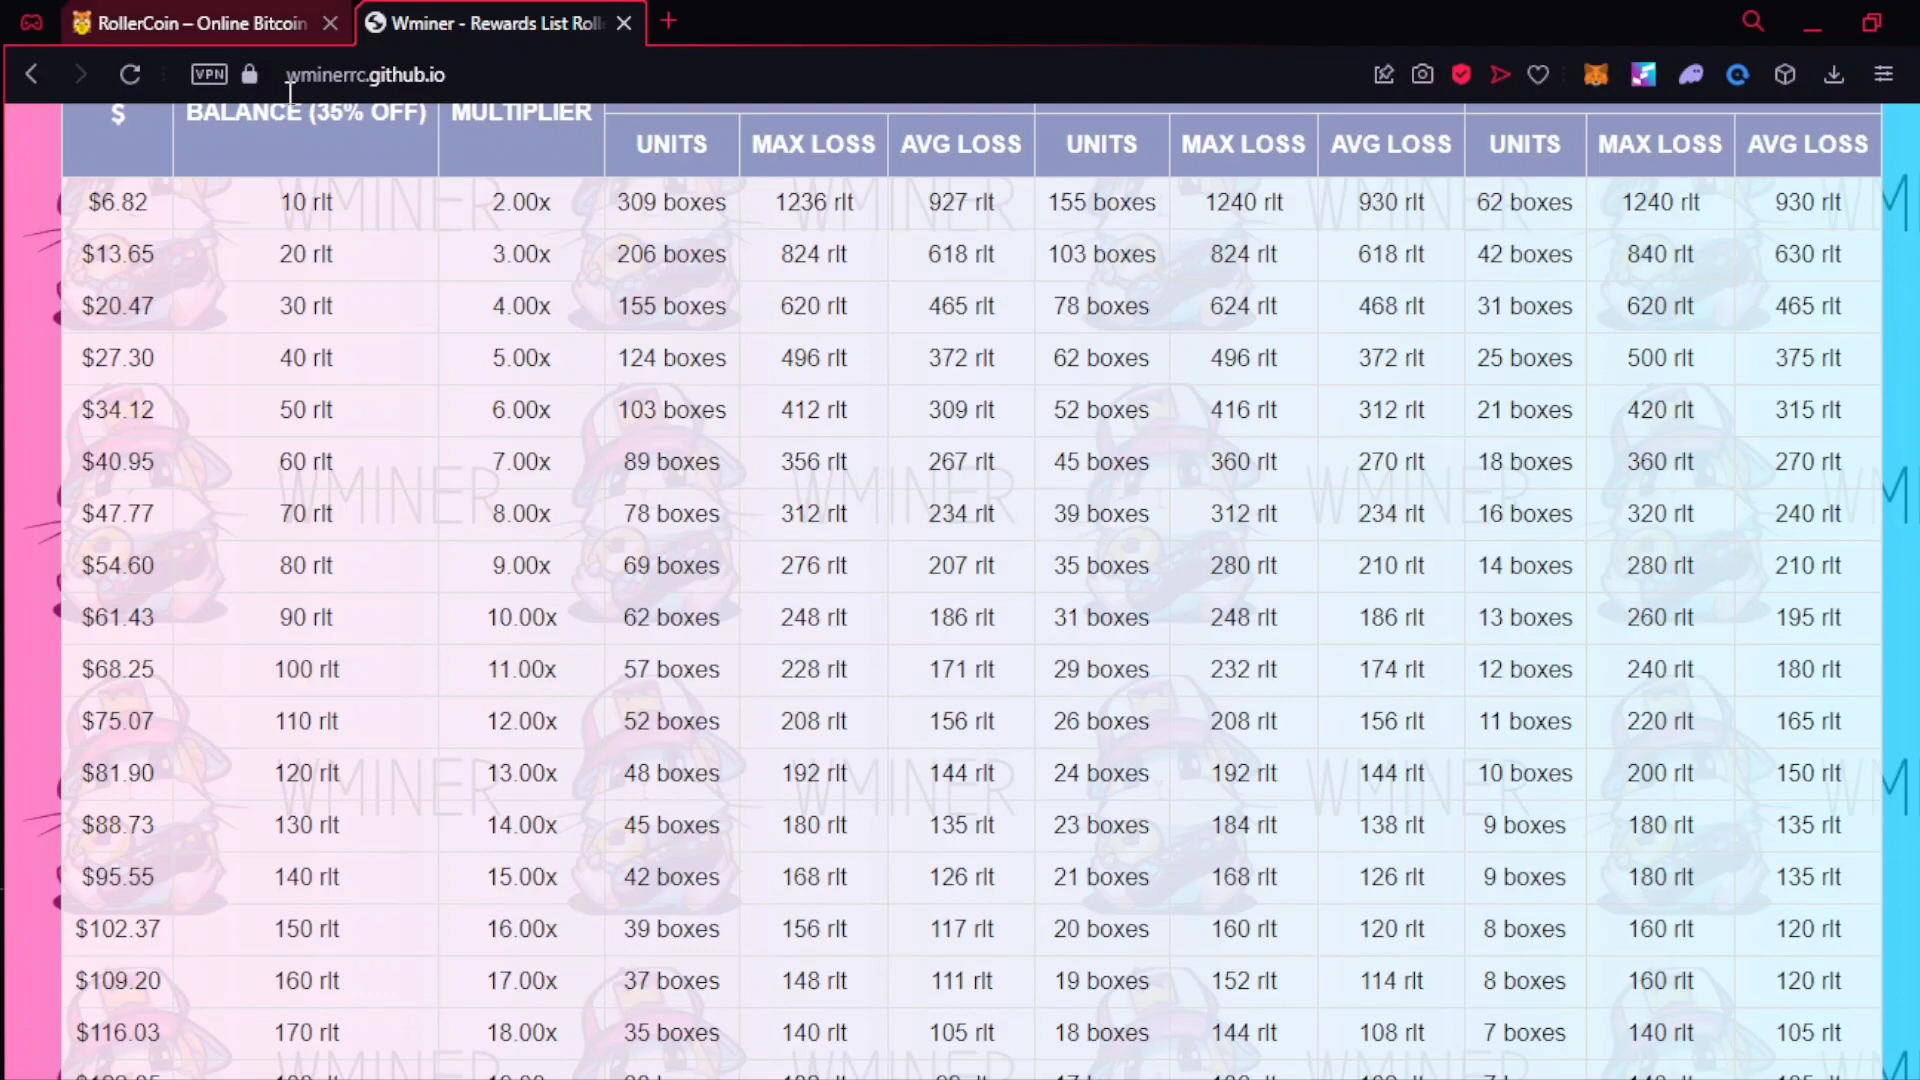 RollerCoin – Online Bitcoin
Wminer - Rewards List Roll
VPN wminerrc.github.io
$ BALANCE (35% OFF) MULTIPLIER
UNITS MAX LOSS AVG LOSS UNITS MAX LOSS AVG LOSS UNITS MAX LOSS AVG LOSS
$6.82 10 rlt 2.00x 309 boxes 1236 rlt 927 rlt 155 boxes 1240 rlt 930 rlt 62 boxes 1240 rlt 930 rlt
$13.65 20 rlt 3.00x 206 boxes 824 rlt 618 rlt 103 boxes 824 rlt 618 rlt 42 boxes 840 rlt 630 rlt
$20.47 30 rlt 4.00x 155 boxes 620 rlt 465 rlt 78 boxes 624 rlt 468 rlt 31 boxes 620 rlt 465 rlt
$27.30 40 rlt 5.00x 124 boxes 496 rlt 372 rlt 62 boxes 496 rlt 372 rlt 25 boxes 500 rlt 375 rlt
$34.12 50 rlt 6.00x 103 boxes 412 rlt 309 rlt 52 boxes 416 rlt 312 rlt 21 boxes 420 rlt 315 rlt
$40.95 60 rlt 7.00x 89 boxes 356 rlt 267 rlt 45 boxes 360 rlt 270 rlt 18 boxes 360 rlt 270 rlt
$47.77 70 rlt 8.00x 78 boxes 312 rlt 234 rlt 39 boxes 312 rlt 234 rlt 16 boxes 320 rlt 240 rlt
$54.60 80 rlt 9.00x 69 boxes 276 rlt 207 rlt 35 boxes 280 rlt 210 rlt 14 boxes 280 rlt 210 rlt
$61.43 90 rlt 10.00x 62 boxes 248 rlt 186 rlt 31 boxes 248 rlt 186 rlt 13 boxes 260 rlt 195 rlt
$68.25 100 rlt 11.00x 57 boxes 228 rlt 171 rlt 29 boxes 232 rlt 174 rlt 12 boxes 240 rlt 180 rlt
$75.07 110 rlt 12.00x 52 boxes 208 rlt 156 rlt 26 boxes 208 rlt 156 rlt 11 boxes 220 rlt 165 rlt
$81.90 120 rlt 13.00x 48 boxes 192 rlt 144 rlt 24 boxes 192 rlt 144 rlt 10 boxes 200 rlt 150 rlt
$88.73 130 rlt 14.00x 45 boxes 180 rlt 135 rlt 23 boxes 184 rlt 138 rlt 9 boxes 180 rlt 135 rlt
$95.55 140 rlt 15.00x 42 boxes 168 rlt 126 rlt 21 boxes 168 rlt 126 rlt 9 boxes 180 rlt 135 rlt
$102.37 150 rlt 16.00x 39 boxes 156 rlt 117 rlt 20 boxes 160 rlt 120 rlt 8 boxes 160 rlt 120 rlt
$109.20 160 rlt 17.00x 37 boxes 148 rlt 111 rlt 19 boxes 152 rlt 114 rlt 8 boxes 160 rlt 120 rlt
$116.03 170 rlt 18.00x 35 boxes 140 rlt 105 rlt 18 boxes 144 rlt 108 rlt 7 boxes 140 rlt 105 rlt